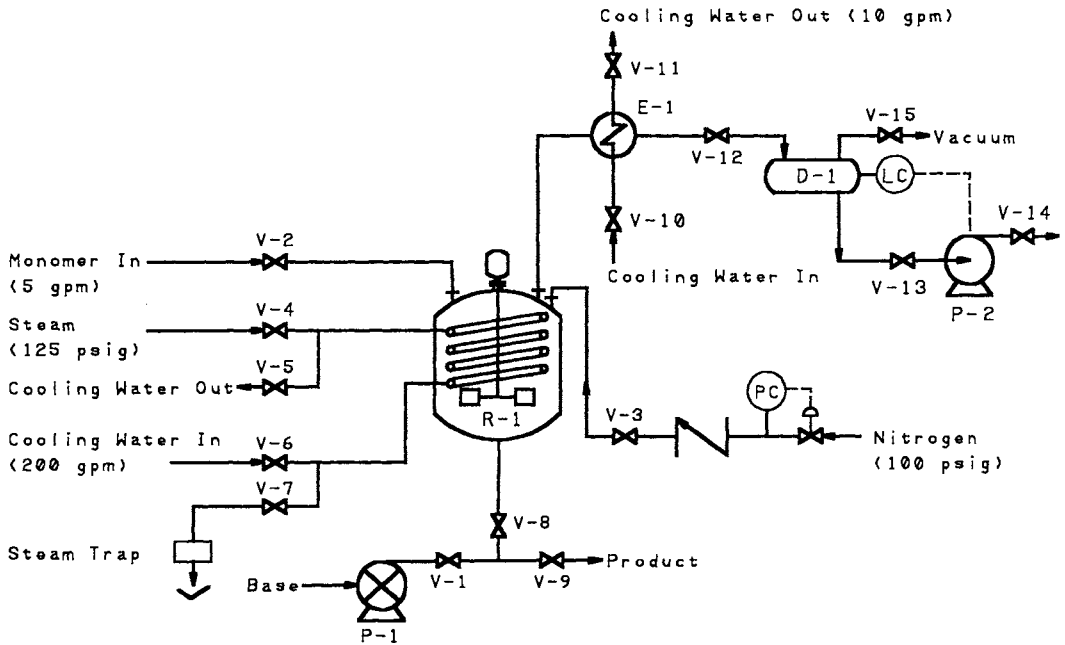 Cooling Water Out (10 gpm)
V-11
E-1
V-15
Vacuum
V-12
D-1
LC
V-10
V-14
Cooling Water In
V-13
P-2
V-2
Monomer In
(5 gpm)
V-4
Steam
(125 psig)
V-5
Cooling Water Out
R-1
PC
V-3
Nitrogen
(100 psig)
Cooling Water In
(200 gpm)
V-6
V-7
V-8
Steam Trap
Product
V-1
V-9
Base
P-1